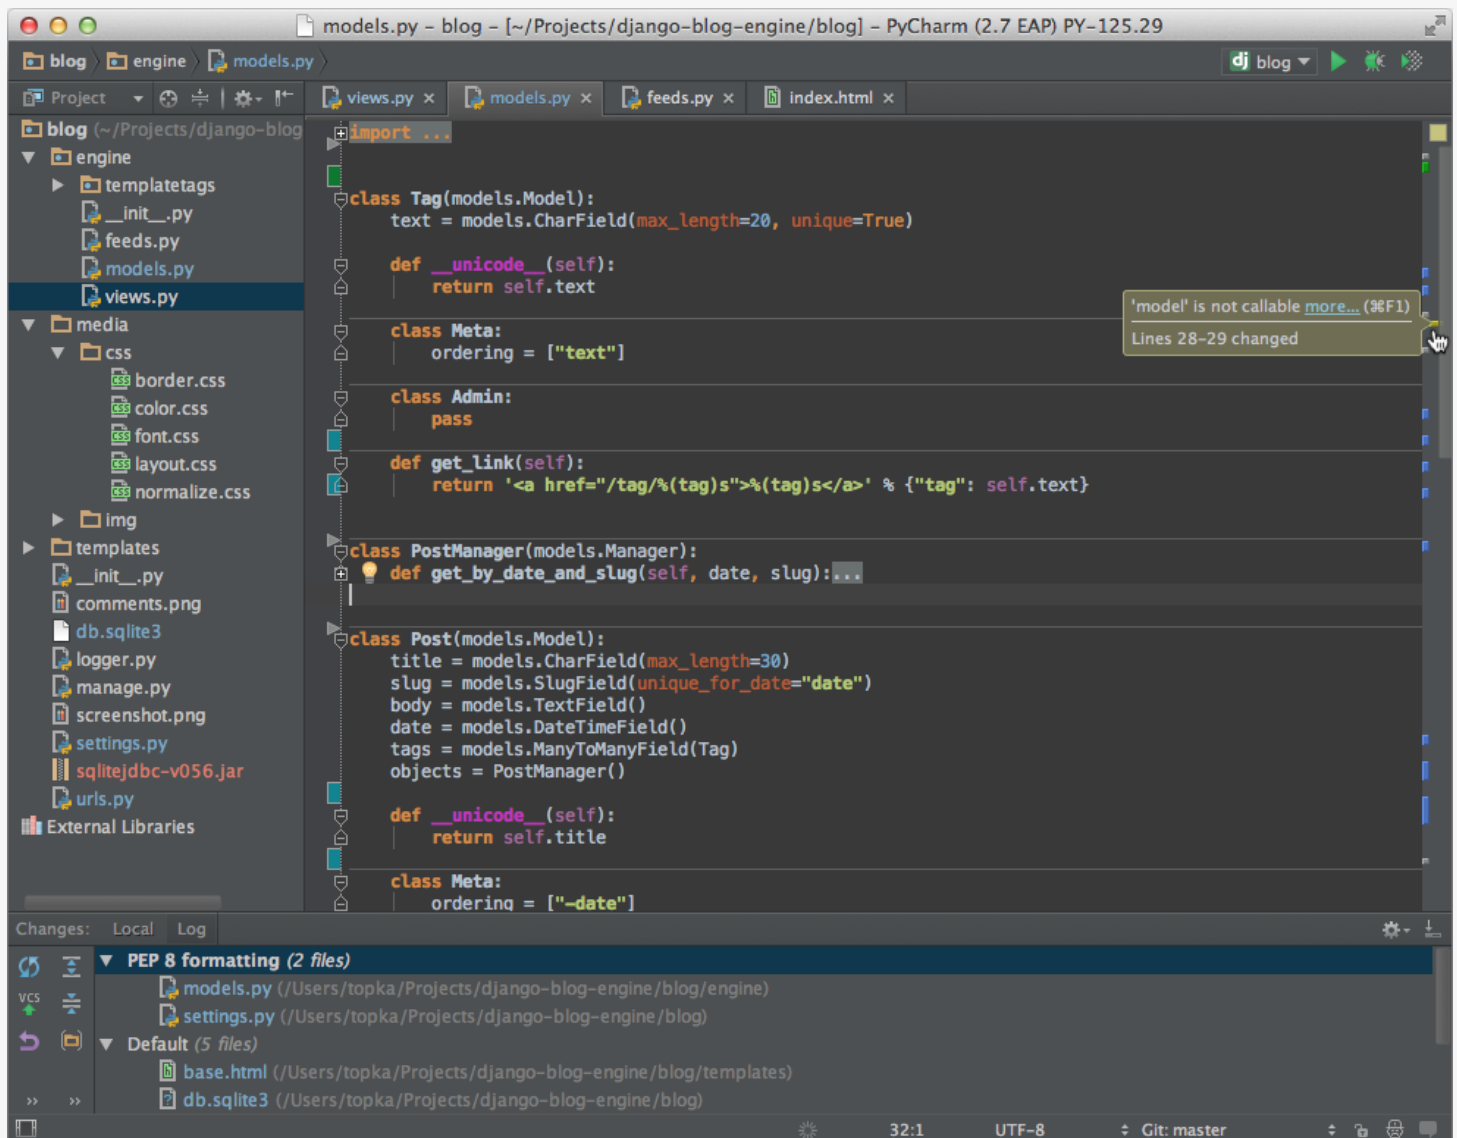 models.py – blog – [~/Projects/django-blog-engine/blog] – PyCharm (2.7 EAP) PY-125.29
blog engine models.py
dj blog
Project
views.py models.py feeds.py index.html
blog (~/Projects/django-blog
engine
templatetags
__init__.py
feeds.py
models.py
views.py
media
css
border.css
color.css
font.css
layout.css
normalize.css
img
templates
__init__.py
comments.png
db.sqlite3
logger.py
manage.py
screenshot.png
settings.py
sqlitejdbc-v056.jar
urls.py
External Libraries
import ...
class Tag(models.Model):
text = models.CharField(max_length=20, unique=True)
def __unicode__(self):
return self.text
class Meta:
ordering = ["text"]
class Admin:
pass
def get_link(self):
return '<a href="/tag/%(tag)s">%(tag)s</a>' % {"tag": self.text}
class PostManager(models.Manager):
def get_by_date_and_slug(self, date, slug):...
class Post(models.Model):
title = models.CharField(max_length=30)
slug = models.SlugField(unique_for_date="date")
body = models.TextField()
date = models.DateTimeField()
tags = models.ManyToManyField(Tag)
objects = PostManager()
def __unicode__(self):
return self.title
class Meta:
ordering = ["-date"]
'model' is not callable more... (⌘F1)
Lines 28-29 changed
Changes: Local Log
VCS
PEP 8 formatting (2 files)
models.py (/Users/topka/Projects/django-blog-engine/blog/engine)
settings.py (/Users/topka/Projects/django-blog-engine/blog)
Default (5 files)
base.html (/Users/topka/Projects/django-blog-engine/blog/templates)
db.sqlite3 (/Users/topka/Projects/django-blog-engine/blog)
32:1 UTF-8 Git: master